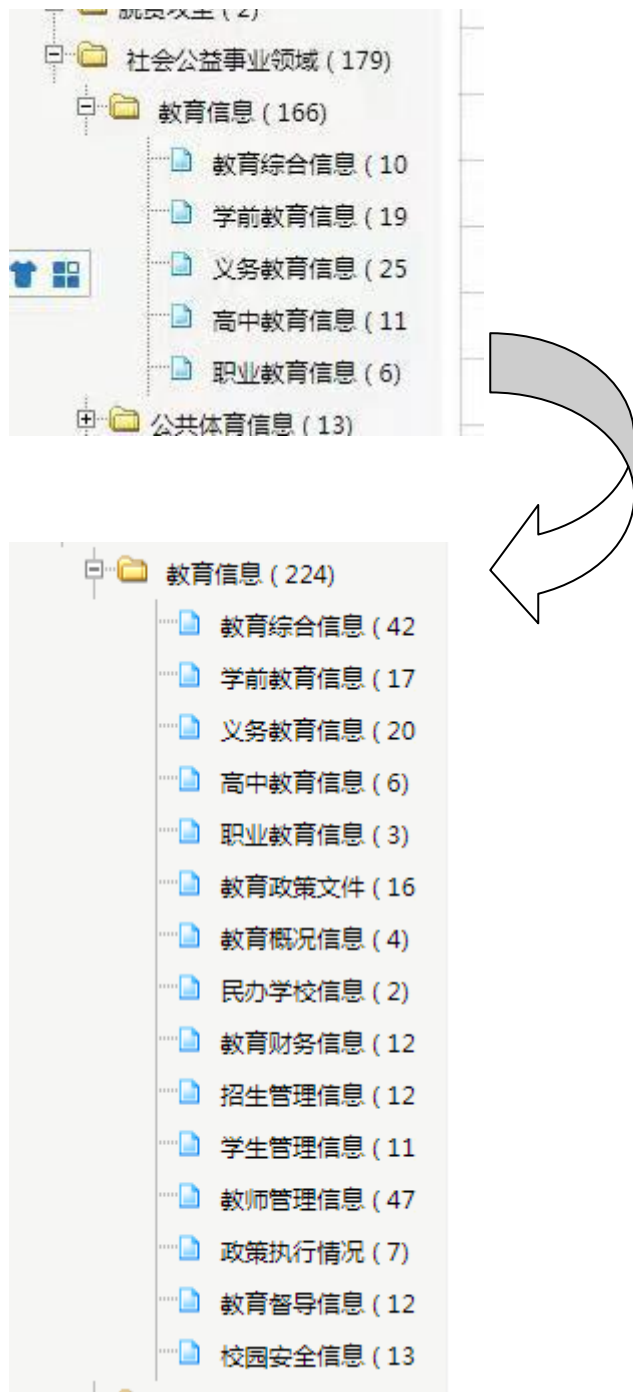 脱贫攻坚 ( 2)
社会公益事业领域 ( 179)
教育信息 ( 166)
教育综合信息 ( 10
学前教育信息 ( 19
义务教育信息 ( 25
高中教育信息 ( 11
职业教育信息 ( 6)
公共体育信息 ( 13)
教育信息 ( 224)
教育综合信息 ( 42
学前教育信息 ( 17
义务教育信息 ( 20
高中教育信息 ( 6)
职业教育信息 ( 3)
教育政策文件 ( 16
教育概况信息 ( 4)
民办学校信息 ( 2)
教育财务信息 ( 12
招生管理信息 ( 12
学生管理信息 ( 11
教师管理信息 ( 47
政策执行情况 ( 7)
教育督导信息 ( 12
校园安全信息 ( 13